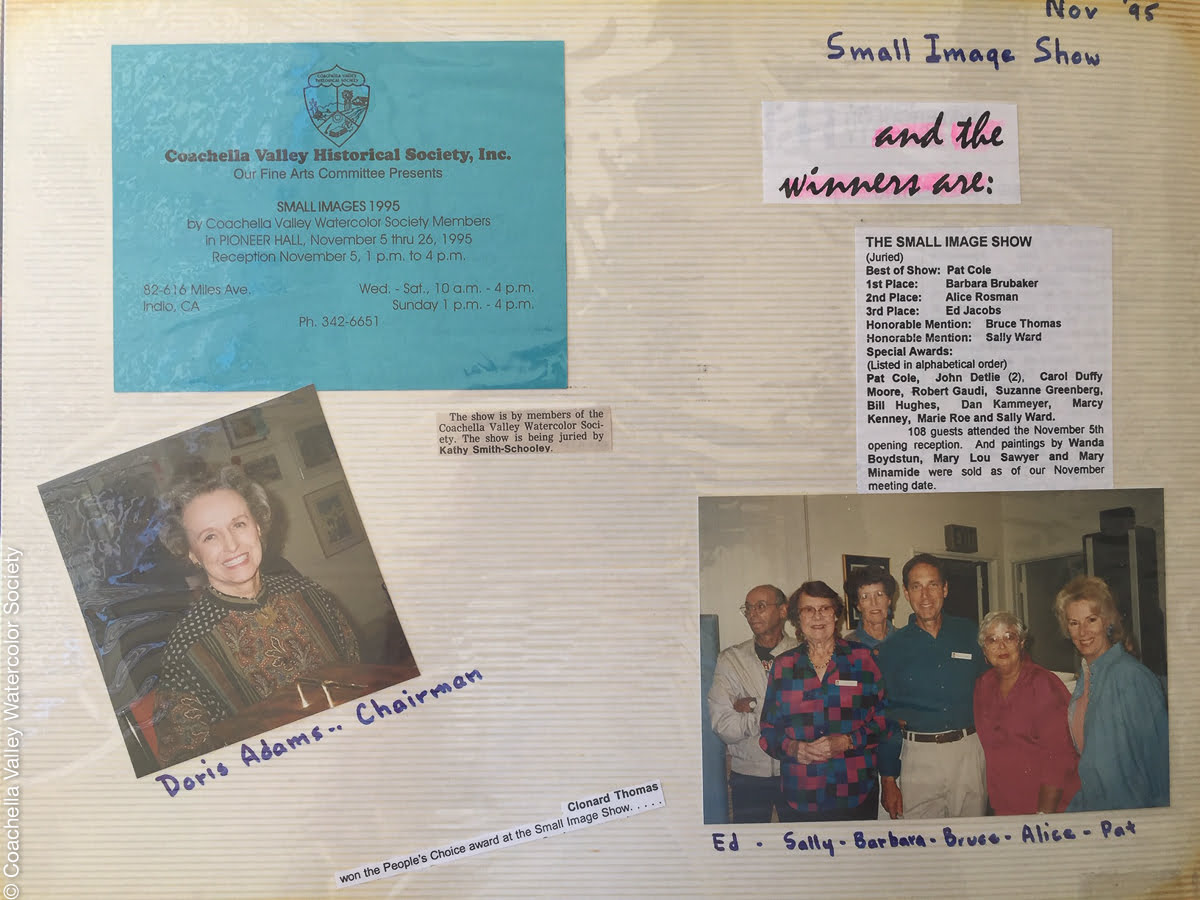 Nov '95
Small Image Show
COACHELLA VALLEY
HISTORICAL SOCIETY
Coachella Valley Historical Society, Inc.
Our Fine Arts Committee Presents
SMALL IMAGES 1995
by Coachella Valley Watercolor Society Members
in PIONEER HALL, November 5 thru 26, 1995
Reception November 5, 1 p.m. to 4 p.m.
82-616 Miles Ave. Wed. - Sat., 10 a.m. - 4 p.m.
Indio, CA Sunday 1 p.m. - 4 p.m.
Ph. 342-6651
and the
winners are:
THE SMALL IMAGE SHOW
(Juried)
Best of Show: Pat Cole
1st Place: Barbara Brubaker
2nd Place: Alice Rosman
3rd Place: Ed Jacobs
Honorable Mention: Bruce Thomas
Honorable Mention: Sally Ward
Special Awards:
(Listed in alphabetical order)
Pat Cole, John Detlie (2), Carol Duffy
Moore, Robert Gaudi, Suzanne Greenberg,
Bill Hughes, Dan Kammeyer, Marcy
Kenney, Marie Roe and Sally Ward.
108 guests attended the November 5th
opening reception. And paintings by Wanda
Boydstun, Mary Lou Sawyer and Mary
Minamide were sold as of our November
meeting date.
The show is by members of the
Coachella Valley Watercolor Soci-
ety. The show is being juried by
Kathy Smith-Schooley.
Doris Adams.. Chairman
Clonard Thomas
won the People's Choice award at the Small Image Show. . . . .
Ed - Sally - Barbara - Bruce - Alice - Pat
© Coachella Valley Watercolor Society